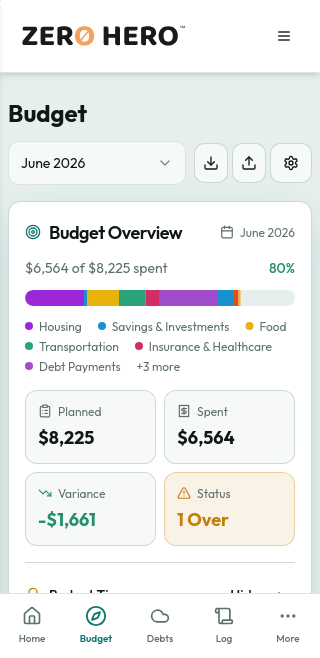 ZERO HERO™
Budget
June 2026
Budget Overview
June 2026
$6,564 of $8,225 spent
80%
Housing
Savings & Investments
Food
Transportation
Insurance & Healthcare
Debt Payments
+3 more
Planned
$8,225
Spent
$6,564
Variance
-$1,661
Status
1 Over
Home
Budget
Debts
Log
More